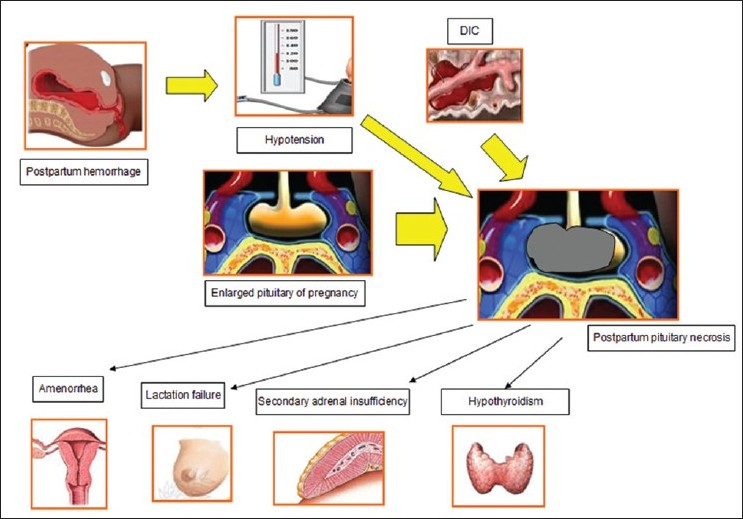 DIC
Hypotension
Postpartum hemorrhage
Enlarged pituitary of pregnancy
Postpartum pituitary necrosis
Amenorrhea
Lactation failure
Secondary adrenal insufficiency
Hypothyroidism